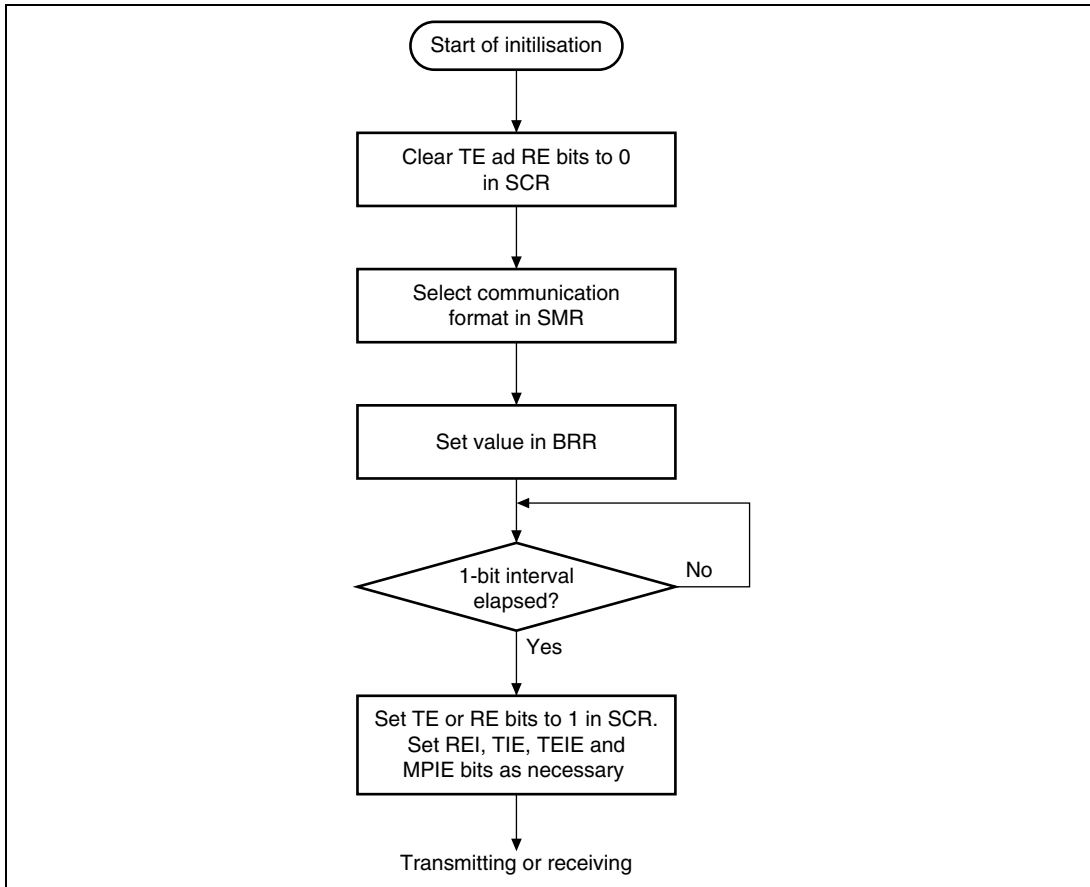 Start of initilisation
Clear TE ad RE bits to 0
in SCR
Select communication
format in SMR
Set value in BRR
1-bit interval
elapsed?
No
Yes
Set TE or RE bits to 1 in SCR.
Set REI, TIE, TEIE and
MPIE bits as necessary
Transmitting or receiving